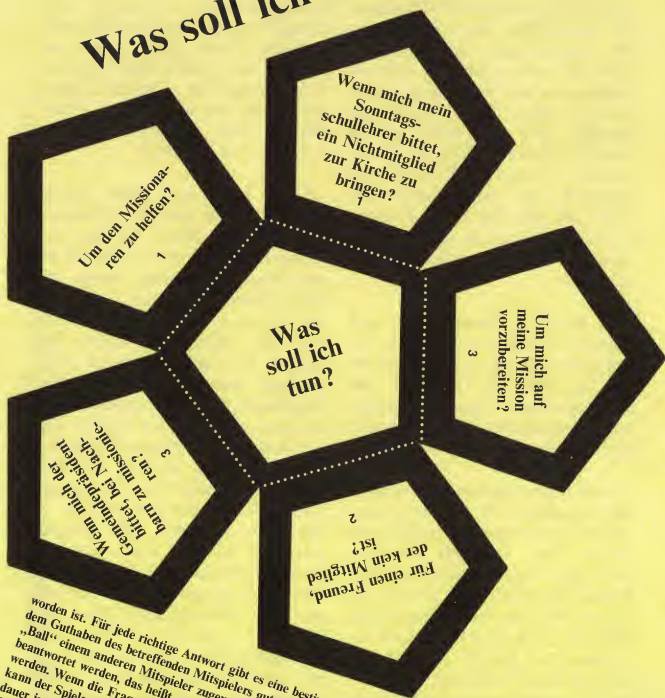 Was soll ich
Wenn mich mein
Sonntags-
schullehrer bittet,
ein Nichtmitglied
zur Kirche zu
bringen?
1
Um den Missiona-
ren zu helfen?
1
Was
soll ich
tun?
Um mich auf
meine Mission
vorzubereiten?
3
Wenn mich der
Gemeindepräsident
bittet, bei Nach-
barn zu missionie-
ren?
3
Für einen Freund,
der kein Mitglied
ist?
2
worden ist. Für jede richtige Antwort gibt es eine
dem Guthaben des betreffenden Mitspielers
„Ball“ einem anderen Mitspieler
beantwortet werden, das heißt
werden. Wenn die
kann der
dauer